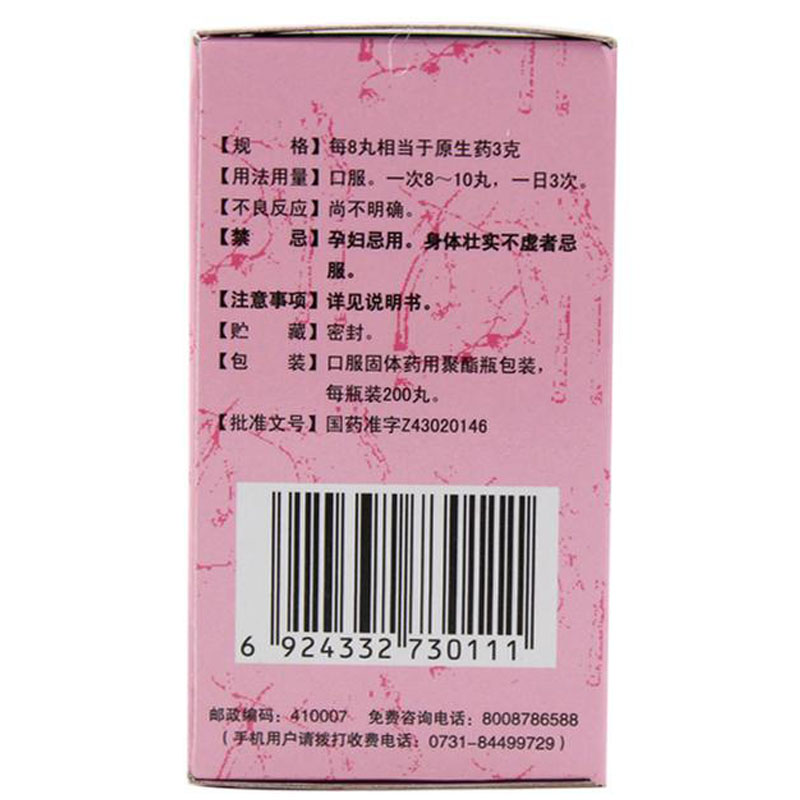 【规　　格】每8丸相当于原生药3克
【用法用量】口服。一次8～10丸，一日3次。
【不良反应】尚不明确。
【禁　　忌】孕妇忌用。身体壮实不虚者忌
服。
【注意事项】详见说明书。
【贮　　藏】密封。
【包　　装】口服固体药用聚酯瓶包装，
每瓶装200丸。
【批准文号】国药准字Z43020146
6 924332 730111
邮政编码：410007　免费咨询电话：8008786588
（手机用户请拨打收费电话：0731-84499729）